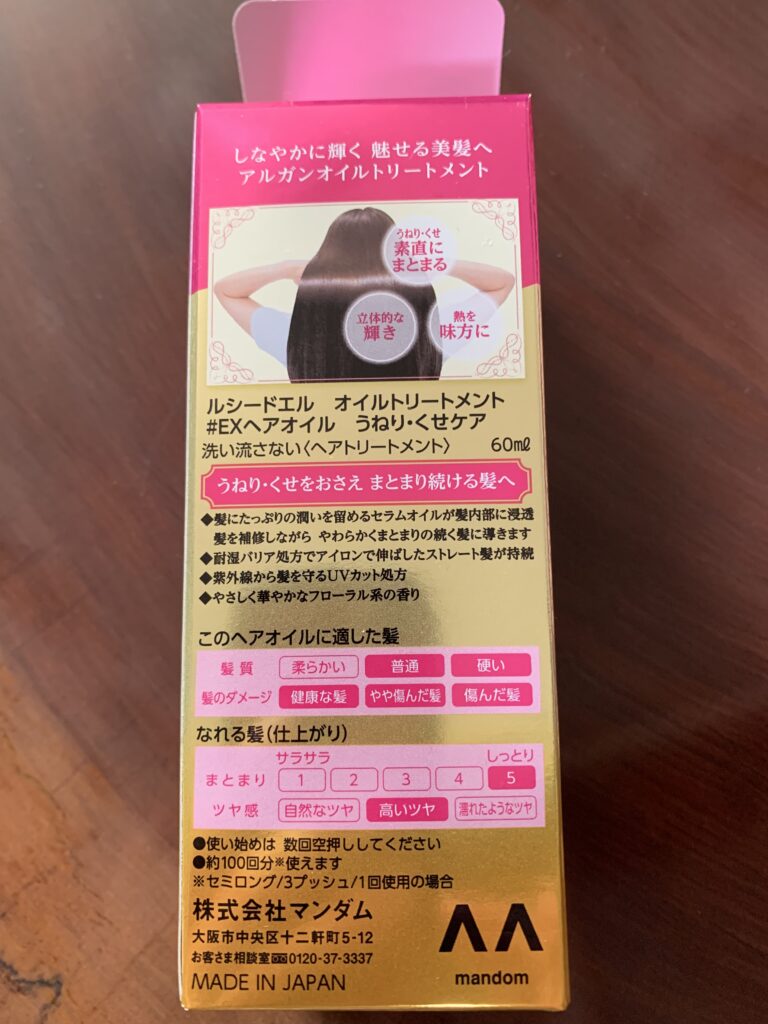 しなやかに輝く 魅せる美髪へ
アルガンオイルトリートメント
うねり・くせ
素直に
まとまる
立体的な
輝き
熱を
味方に
ルシードエル オイルトリートメント
#EXヘアオイル うねり・くせケア
洗い流さない〈ヘアトリートメント〉 60mℓ
うねり・くせをおさえ まとまり続ける髪へ
◆髪にたっぷりの潤いを留めるセラムオイルが髪内部に浸透
髪を補修しながら やわらかくまとまりの続く髪に導きます
◆耐湿バリア処方でアイロンで伸ばしたストレート髪が持続
◆紫外線から髪を守るUVカット処方
◆やさしく華やかなフローラル系の香り
このヘアオイルに適した髪
髪質 柔らかい 普通 硬い
髪のダメージ 健康な髪 やや傷んだ髪 傷んだ髪
なれる髪(仕上がり)
サラサラ しっとり
まとまり 1 2 3 4 5
ツヤ感 自然なツヤ 高いツヤ 濡れたようなツヤ
●使い始めは 数回空押ししてください
●約100回分※使えます
※セミロング/3プッシュ/1回使用の場合
株式会社マンダム
大阪市中央区十二軒町5-12
お客さま相談室 0120-37-3337
MADE IN JAPAN
mandom